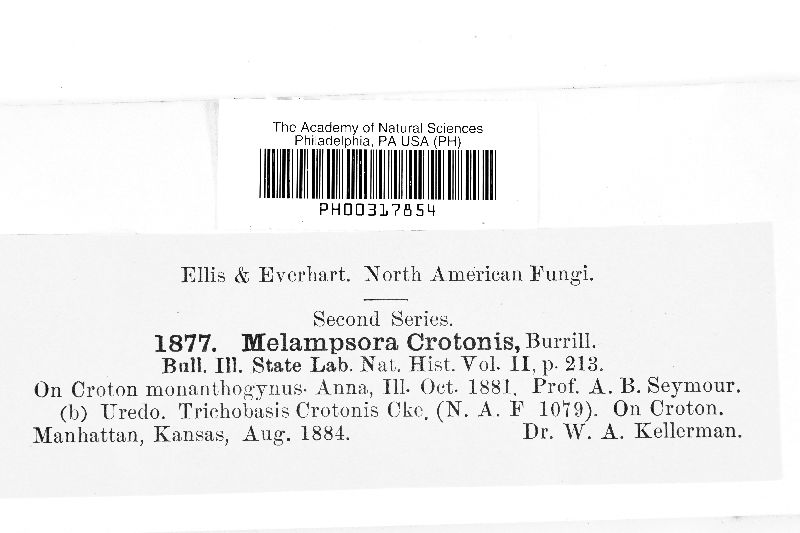 The Academy of Natural Sciences
Philadelphia, PA USA (PH)
PH00317854
Ellis & Everhart. North American Fungi.
Second Series.
1877. Melampsora Crotonis, Burrill.
Bull. Ill. State Lab. Nat. Hist. Vol. II, p. 213.
On Croton monanthogynus. Anna, Ill. Oct. 1881. Prof. A. B. Seymour.
(b) Uredo. Trichobasis Crotonis Cke. (N. A. F 1079). On Croton.
Manhattan, Kansas, Aug. 1884. Dr. W. A. Kellerman.